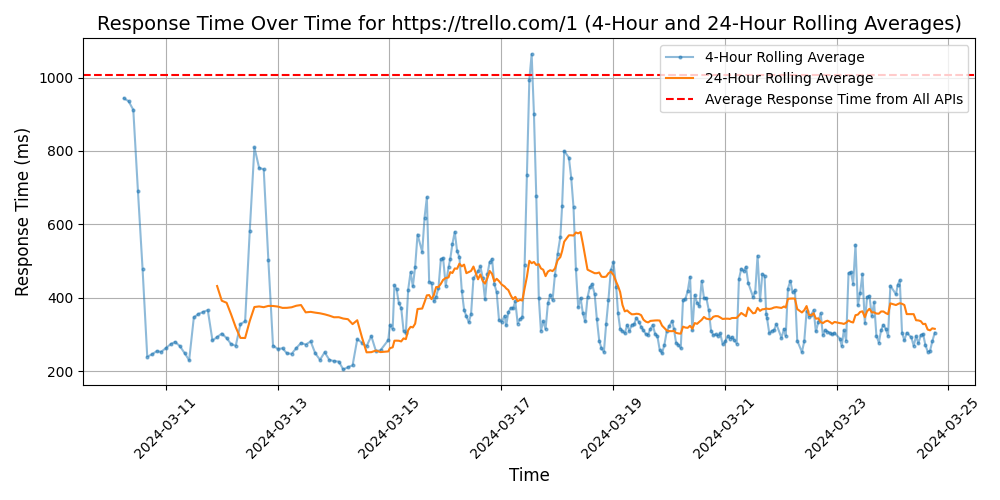 Response Time Over Time for https://trello.com/1 (4-Hour and 24-Hour Rolling Averages)
4-Hour Rolling Average
24-Hour Rolling Average
Average Response Time from All APIs
Response Time (ms)
1000
800
600
400
200
2024-03-11
2024-03-13
2024-03-15
2024-03-17
2024-03-19
2024-03-21
2024-03-23
2024-03-25
Time